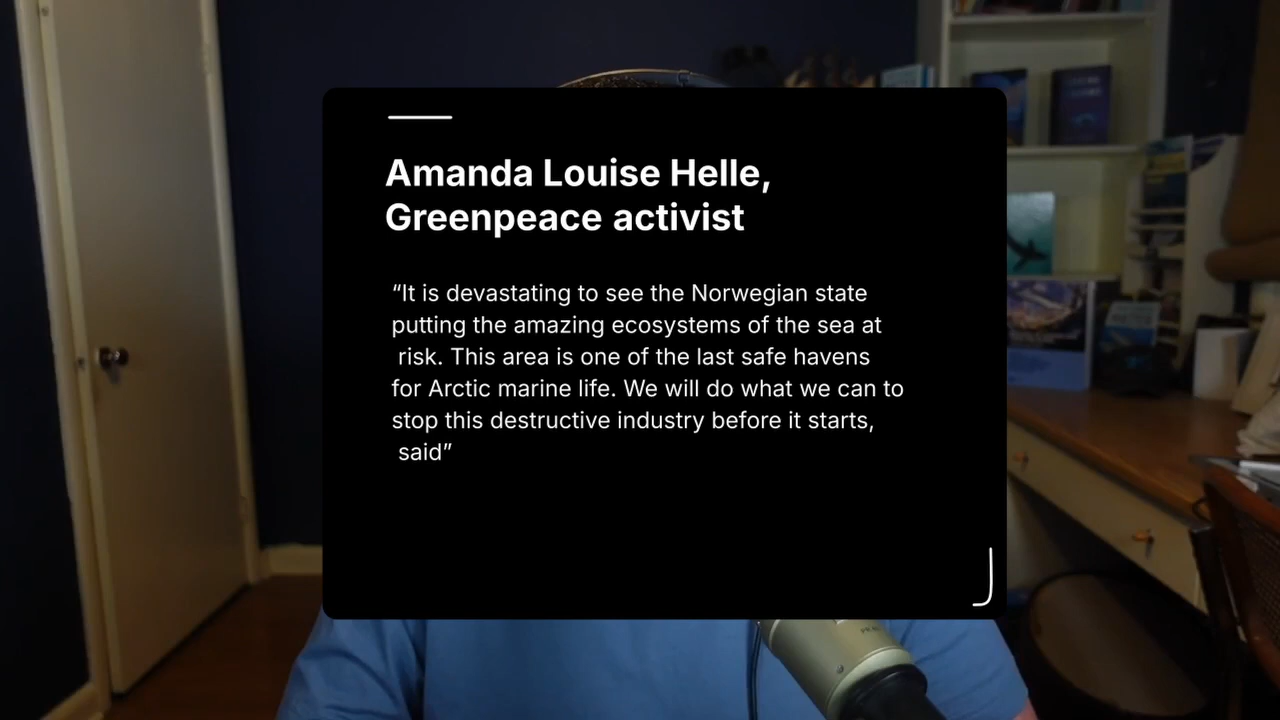 Amanda Louise Helle,
Greenpeace activist
“It is devastating to see the Norwegian state
putting the amazing ecosystems of the sea at
risk. This area is one of the last safe havens
for Arctic marine life. We will do what we can to
stop this destructive industry before it starts,
said”